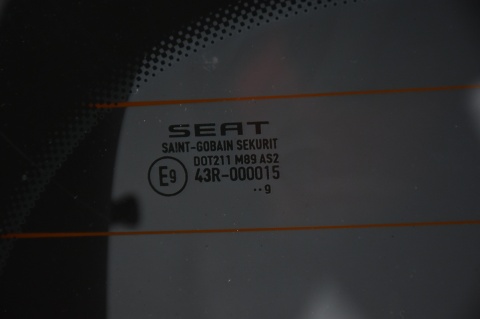 SEAT
SAINT-GOBAIN SEKURIT
DOT211 M89 AS2
E9 43R-000015
··9